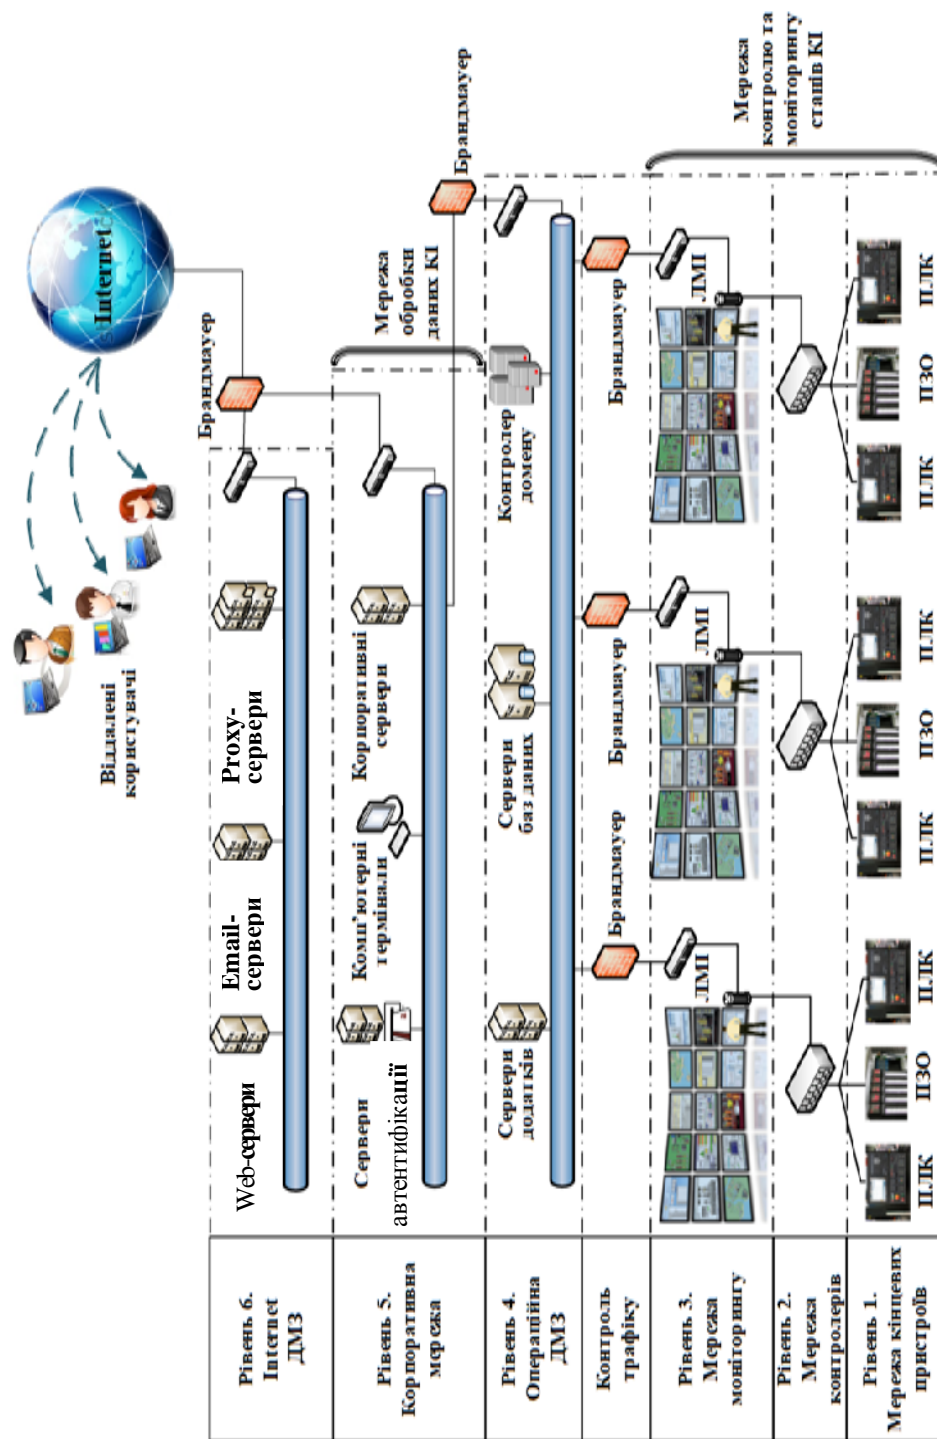 Віддалені
користувачі
Internet
Брандмауер
Рівень 6.
Internet
ДМЗ
Web-сервери
Email-
сервери
Proxy-
сервери
Рівень 5.
Корпоративна
мережа
Сервери
автентифікації
Комп'ютерні
термінали
Корпоративні
сервери
Мережа
обробки
даних КІ
Брандмауер
Рівень 4.
Операційна
ДМЗ
Сервери
додатків
Сервери
баз даних
Контролер
домену
Контроль
трафіку
Брандмауер
Брандмауер
Брандмауер
Рівень 3.
Мережа
моніторингу
ЛМІ
ЛМІ
ЛМІ
Мережа
контролю та
моніторингу
станів КІ
Рівень 2.
Мережа
контролерів
Рівень 1.
Мережа кінцевих
пристроїв
ПЛК
ПЗО
ПЛК
ПЛК
ПЗО
ПЛК
ПЛК
ПЗО
ПЛК